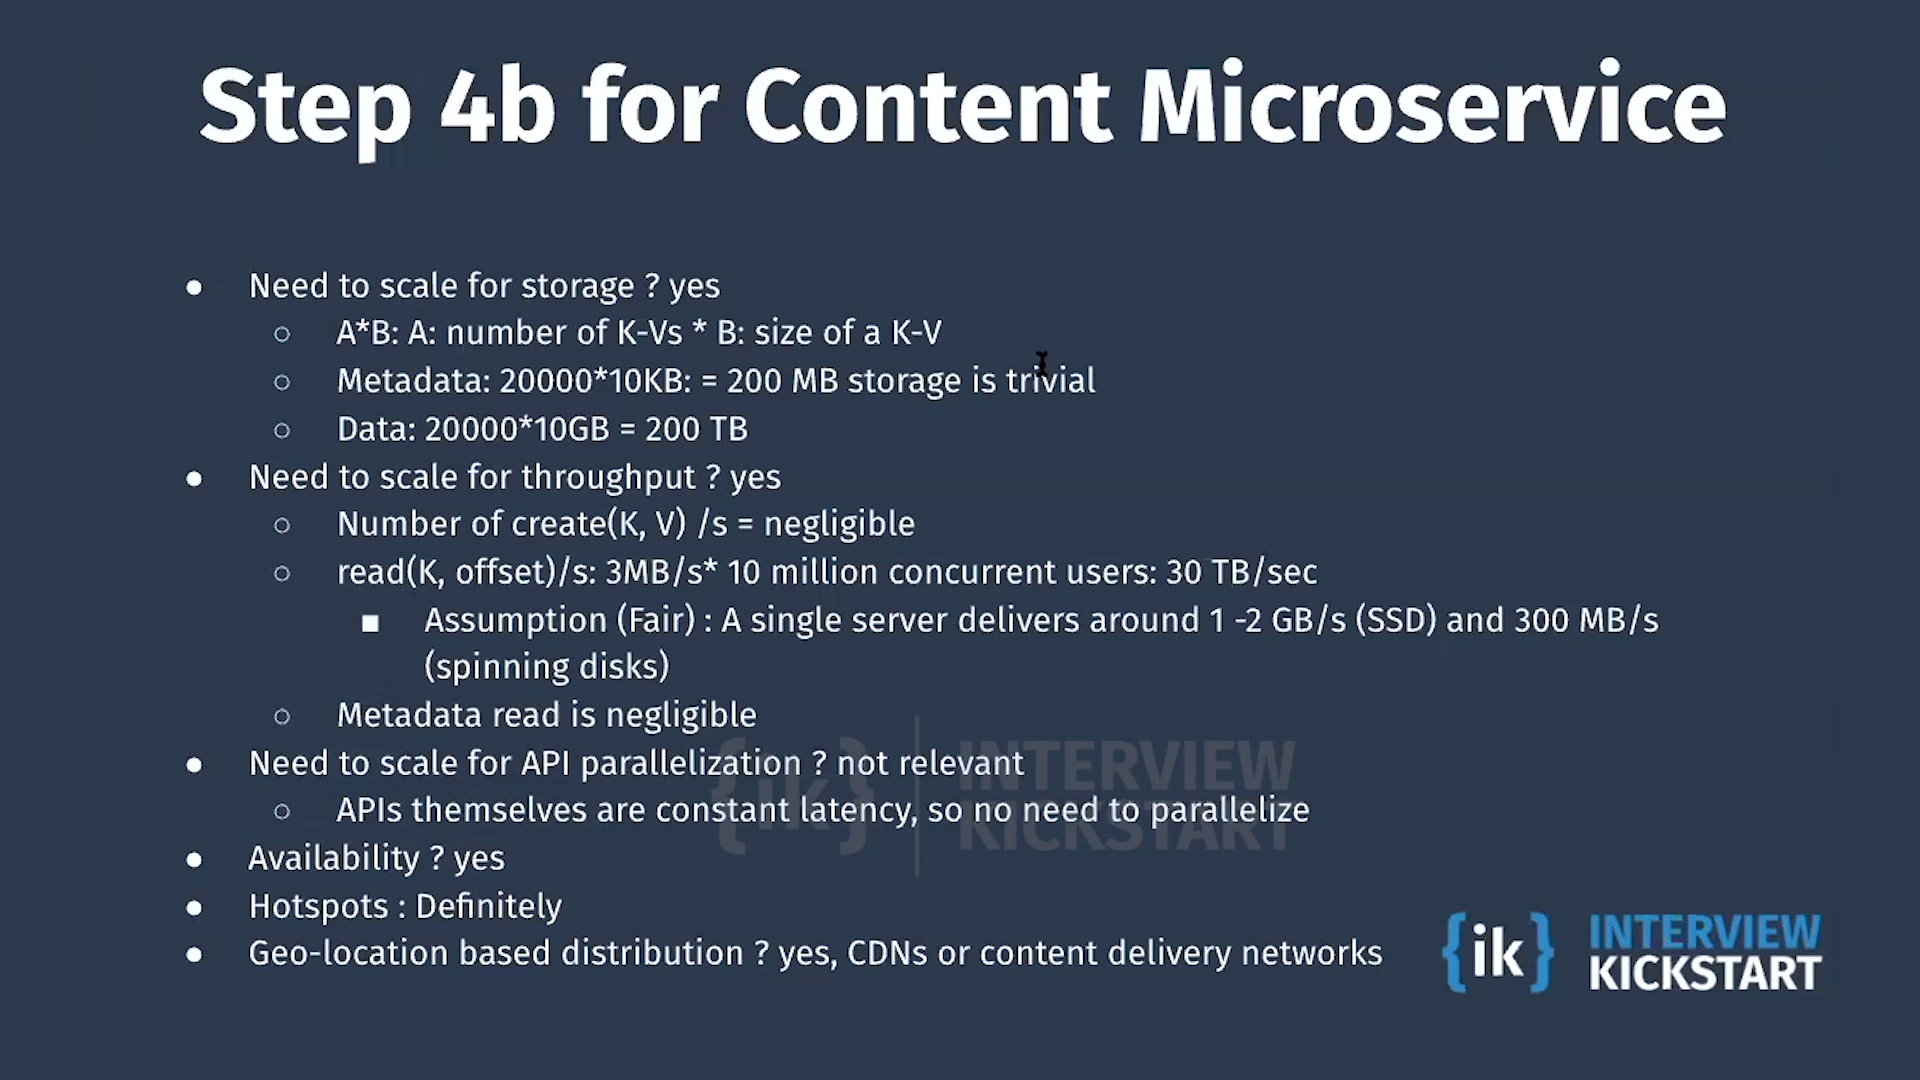 Step 4b for Content Microservice
● Need to scale for storage ? yes
○ A*B: A: number of K-Vs * B: size of a K-V
○ Metadata: 20000*10KB: = 200 MB storage is trivial
○ Data: 20000*10GB = 200 TB
● Need to scale for throughput ? yes
○ Number of create(K, V) /s = negligible
○ read(K, offset)/s: 3MB/s* 10 million concurrent users: 30 TB/sec
■ Assumption (Fair) : A single server delivers around 1 -2 GB/s (SSD) and 300 MB/s
(spinning disks)
○ Metadata read is negligible
● Need to scale for API parallelization ? not relevant
○ APIs themselves are constant latency, so no need to parallelize
● Availability ? yes
● Hotspots : Definitely
● Geo-location based distribution ? yes, CDNs or content delivery networks
{ik} INTERVIEW
KICKSTART
{ik} INTERVIEW
KICKSTART